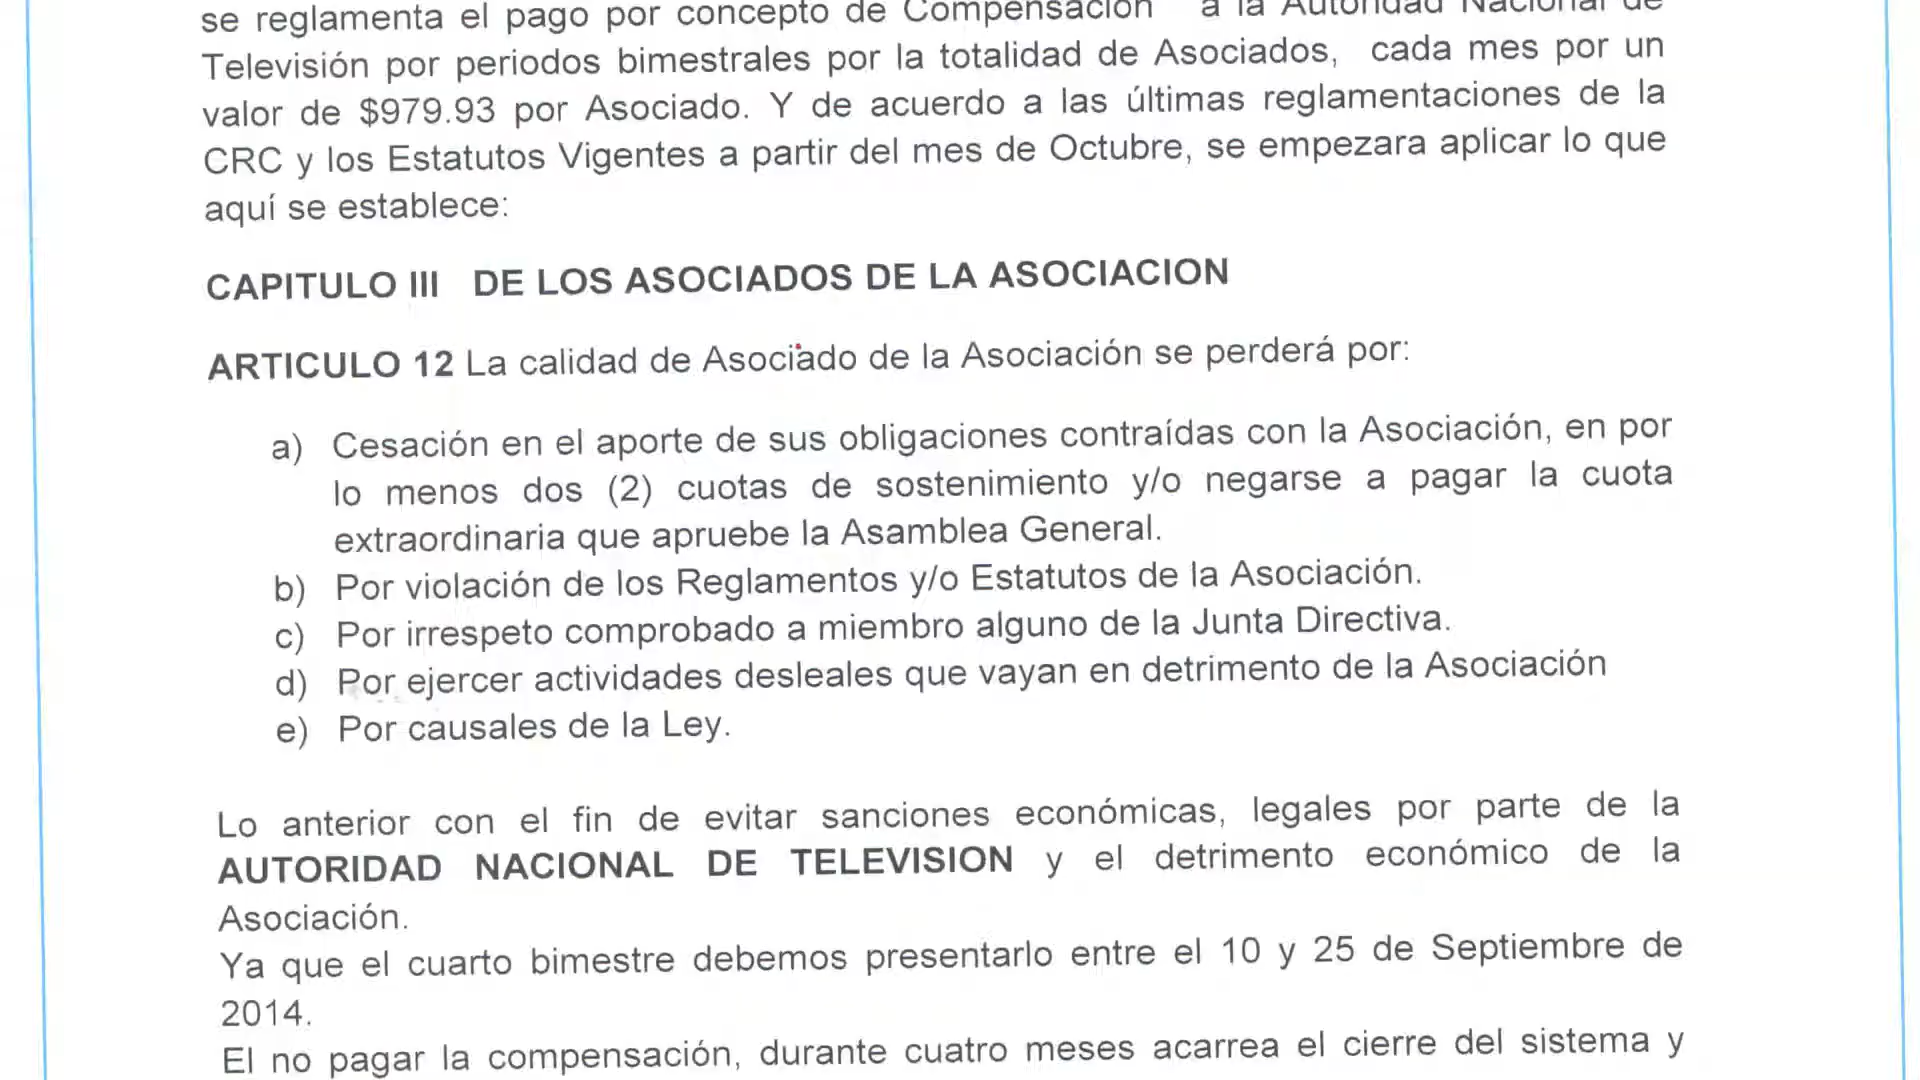 se reglamenta el pago por concepto de Compensación a la Autoridad Nacional de
Televisión por periodos bimestrales por la totalidad de Asociados, cada mes por un
valor de $979.93 por Asociado. Y de acuerdo a las últimas reglamentaciones de la
CRC y los Estatutos Vigentes a partir del mes de Octubre, se empezara aplicar lo que
aquí se establece:
CAPITULO III DE LOS ASOCIADOS DE LA ASOCIACION
ARTICULO 12 La calidad de Asociado de la Asociación se perderá por:
a) Cesación en el aporte de sus obligaciones contraídas con la Asociación, en por
lo menos dos (2) cuotas de sostenimiento y/o negarse a pagar la cuota
extraordinaria que apruebe la Asamblea General.
b) Por violación de los Reglamentos y/o Estatutos de la Asociación.
c) Por irrespeto comprobado a miembro alguno de la Junta Directiva.
d) Por ejercer actividades desleales que vayan en detrimento de la Asociación
e) Por causales de la Ley.
Lo anterior con el fin de evitar sanciones económicas, legales por parte de la
AUTORIDAD NACIONAL DE TELEVISION y el detrimento económico de la
Asociación.
Ya que el cuarto bimestre debemos presentarlo entre el 10 y 25 de Septiembre de
2014.
El no pagar la compensación, durante cuatro meses acarrea el cierre del sistema y